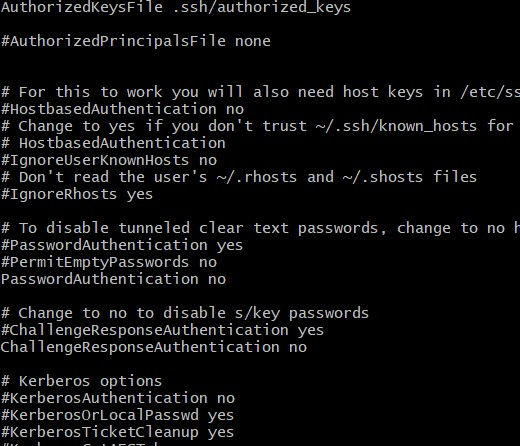 AuthorizedKeysFile .ssh/authorized_keys
#AuthorizedPrincipalsFile none
# For this to work you will also need host keys in
#HostbasedAuthentication no
# Change to yes if you don't trust ~/.ssh/known_hosts for
# HostbasedAuthentication
#IgnoreUserKnownHosts no
# Don't read the user's ~/.rhosts and ~/.shosts files
#IgnoreRhosts yes
# To disable tunneled clear text passwords, change to no
#PasswordAuthentication yes
#PermitEmptyPasswords no
PasswordAuthentication no
# Change to no to disable s/key passwords
#ChallengeResponseAuthentication yes
ChallengeResponseAuthentication no
# Kerberos options
#KerberosAuthentication no
#KerberosOrLocalPasswd yes
#KerberosTicketCleanup yes